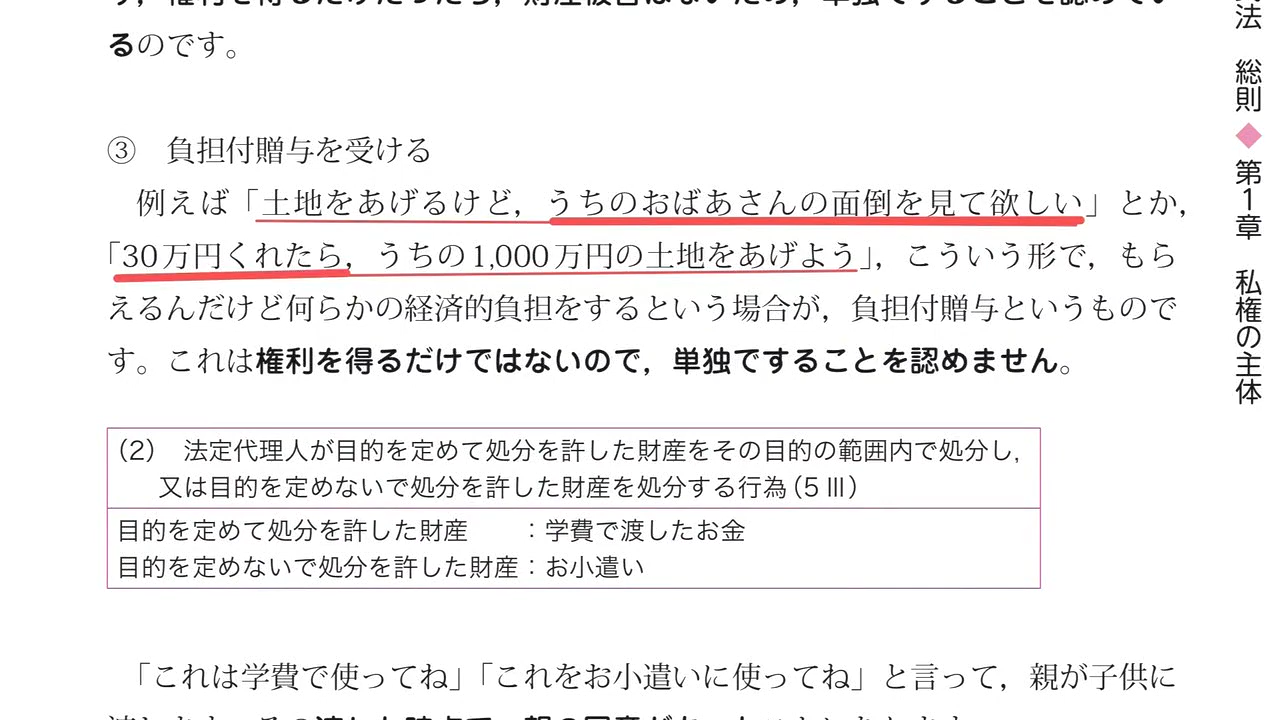 るのです。
③ 負担付贈与を受ける
例えば「土地をあげるけど，うちのおばあさんの面倒を見て欲しい」とか，
「30万円くれたら，うちの1,000万円の土地をあげよう」，こういう形で，もら
えるんだけど何らかの経済的負担をするという場合が，負担付贈与というもので
す。これは権利を得るだけではないので，単独ですることを認めません。
(2) 法定代理人が目的を定めて処分を許した財産をその目的の範囲内で処分し，
又は目的を定めないで処分を許した財産を処分する行為(5Ⅲ)
目的を定めて処分を許した財産 ：学費で渡したお金
目的を定めないで処分を許した財産：お小遣い
「これは学費で使ってね」「これをお小遣いに使ってね」と言って，親が子供に
法 総則◆第1章 私権の主体